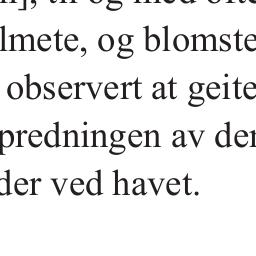 til og med ofte
lmete, og blomste
observert at geite
predningen av der
der ved havet.